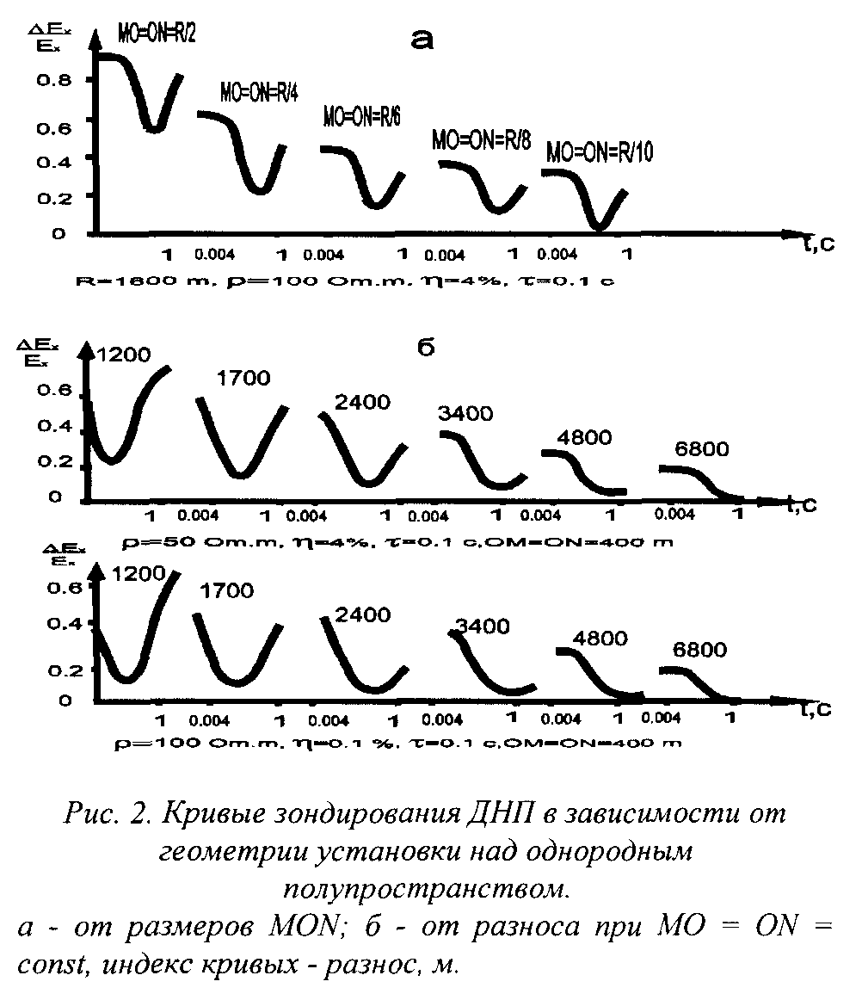 ΔEₓ
Eₓ
MO=ON=R/2
а
0.8
MO=ON=R/4
MO=ON=R/6
0.6
MO=ON=R/8
MO=ON=R/10
0.4
0.2
0
1 0.004 1 0.004 1 0.004 1 0.004 1
t,c
R=1600 m, ρ=100 Om.m, η=4%, τ=0.1 c
ΔEₓ
Eₓ
1200
б
1700
2400
3400
4800
6800
0.6
0.4
0.2
0
1 0.004 1 0.004 1 0.004 1 0.004 1 0.004 1
t,c
ρ=50 Om.m, η=4%, τ=0.1 c,OM=ON=400 m
ΔEₓ
Eₓ
1200
1700
2400
3400
4800
6800
0.6
0.4
0.2
0
1 0.004 1 0.004 1 0.004 1 0.004 1 0.004 1
t,c
ρ=100 Om.m, η=0.1 %, τ=0.1 c,OM=ON=400 m
Рис. 2. Кривые зондирования ДНП в зависимости от
геометрии установки над однородным
полупространством.
а - от размеров MON; б - от разноса при MO = ON =
const, индекс кривых - разнос, м.